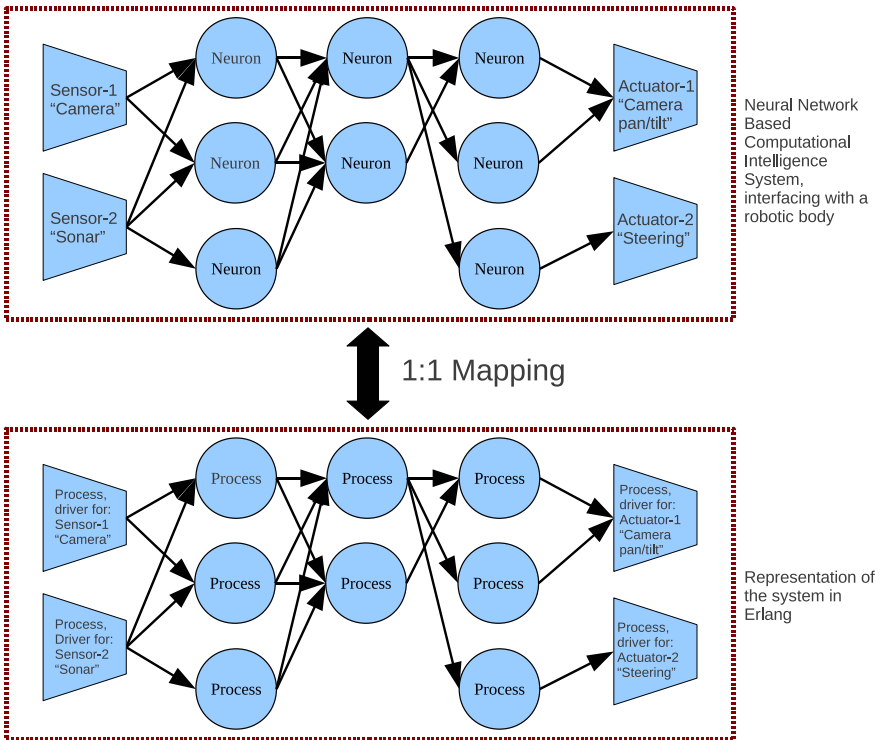 Sensor-1
“Camera”
Sensor-2
“Sonar”
Neuron
Neuron
Neuron
Neuron
Neuron
Neuron
Neuron
Neuron
Actuator-1
“Camera
pan/tilt”
Actuator-2
“Steering”
Neural Network
Based
Computational
Intelligence
System,
interfacing with a
robotic body
1:1 Mapping
Process,
driver for:
Sensor-1
“Camera”
Process,
Driver for:
Sensor-2
“Sonar”
Process
Process
Process
Process
Process
Process
Process
Process
Process,
driver for:
Actuator-1
“Camera
pan/tilt”
Process,
driver for:
Actuator-2
“Steering”
Representation of
the system in
Erlang